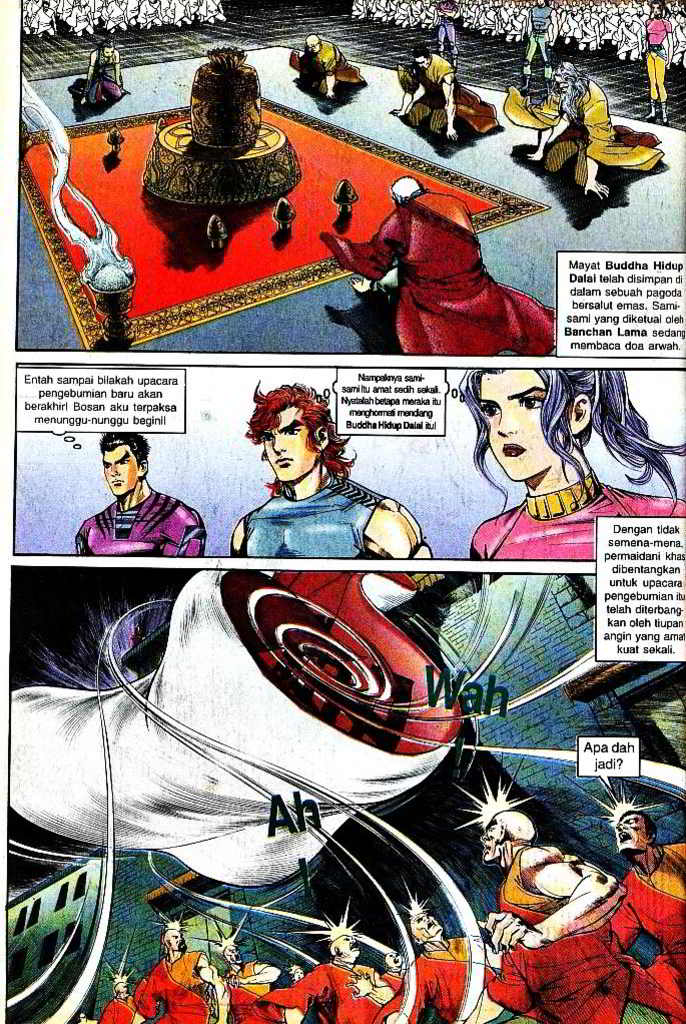 Mayat Buddha Hidup
Dalai telah disimpan di
dalam sebuah pagoda
bersalut emas. Sami-
sami yang diketuai oleh
Banchan Lama sedang
membaca doa arwah.
Entah sampai bilakah upacara
pengebumian baru akan
berakhir! Bosan aku terpaksa
menunggu-nunggu begini!
Nampaknya sami-
sami itu amat sedih sekali.
Nyatalah betapa meraka itu
menghormati mendang
Buddha Hidup Dalai itu!
Dengan tidak
semena-mena,
permaidani khas
dibentangkan
untuk upacara
pengebumian itu
telah diterbang-
kan oleh tiupan
angin yang amat
kuat sekali.
Wah
!
Apa dah
jadi?
Ah
!